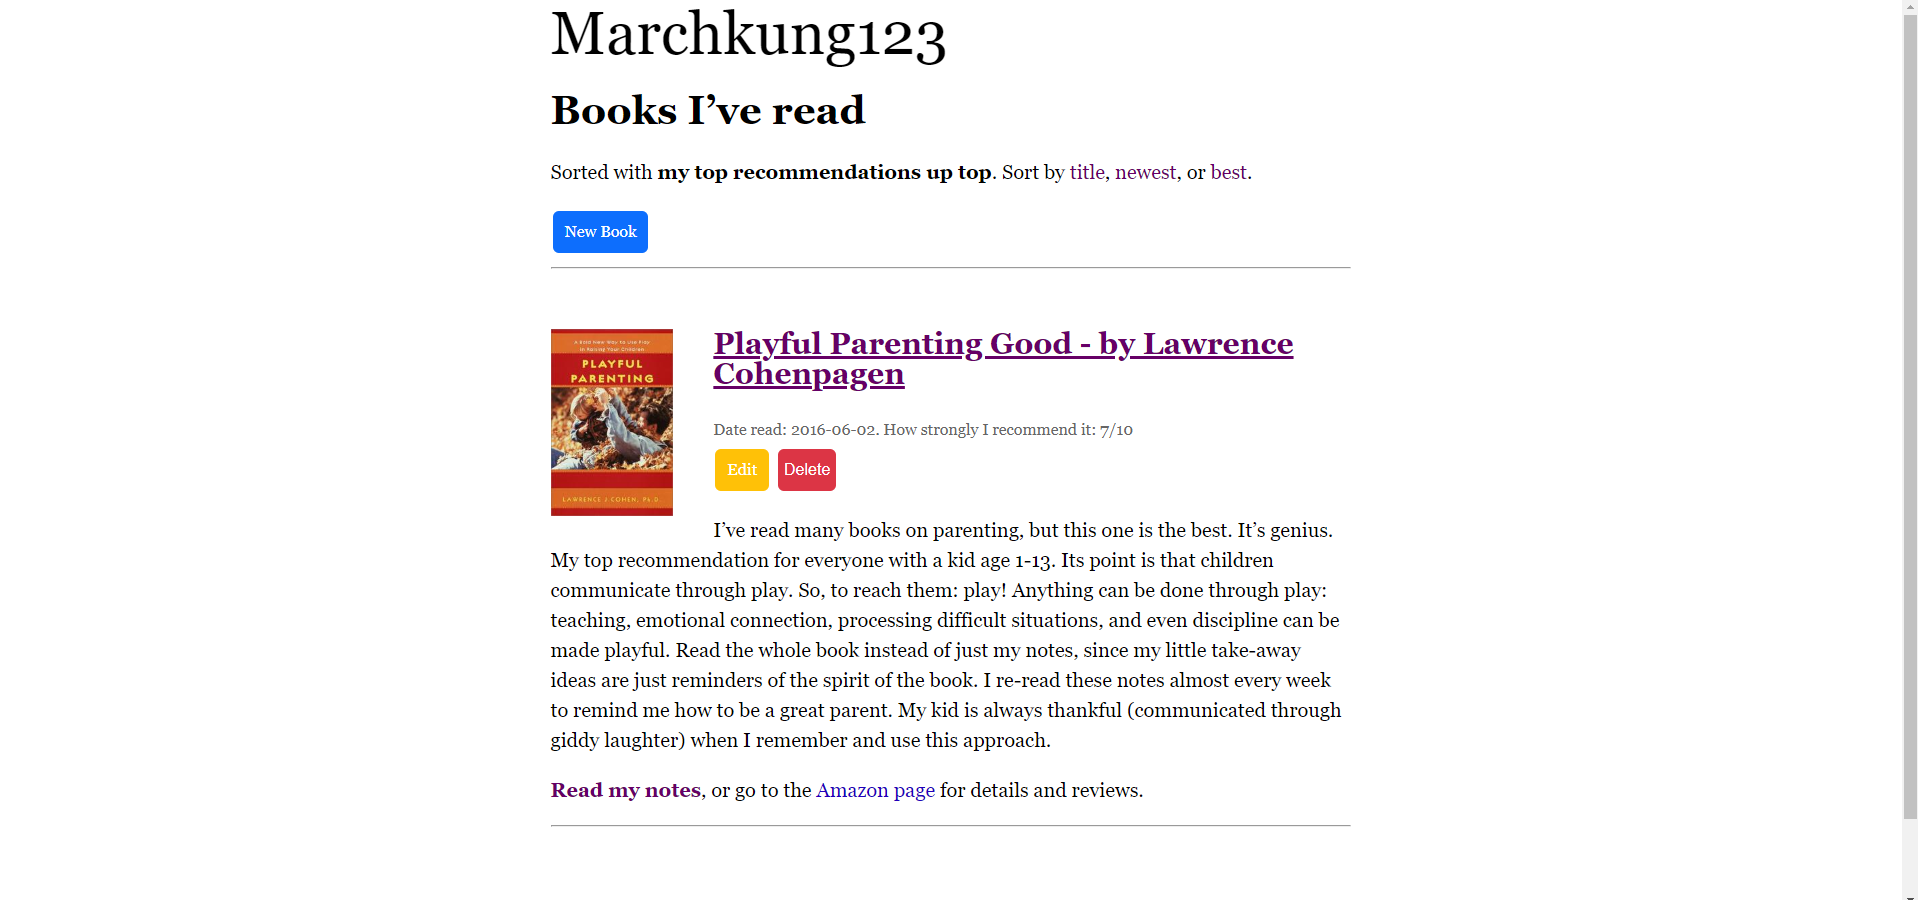 Marchkung123
Books I’ve read
Sorted with my top recommendations up top. Sort by title, newest, or best.
New Book
A Bold New Way to Use Play
in Raising Your Children
PLAYFUL
PARENTING
LAWRENCE J. COHEN, PH.D.
Playful Parenting Good - by Lawrence
Cohenpagen
Date read: 2016-06-02. How strongly I recommend it: 7/10
Edit Delete
I’ve read many books on parenting, but this one is the best. It’s genius.
My top recommendation for everyone with a kid age 1-13. Its point is that children
communicate through play. So, to reach them: play! Anything can be done through play:
teaching, emotional connection, processing difficult situations, and even discipline can be
made playful. Read the whole book instead of just my notes, since my little take-away
ideas are just reminders of the spirit of the book. I re-read these notes almost every week
to remind me how to be a great parent. My kid is always thankful (communicated through
giddy laughter) when I remember and use this approach.
Read my notes, or go to the Amazon page for details and reviews.